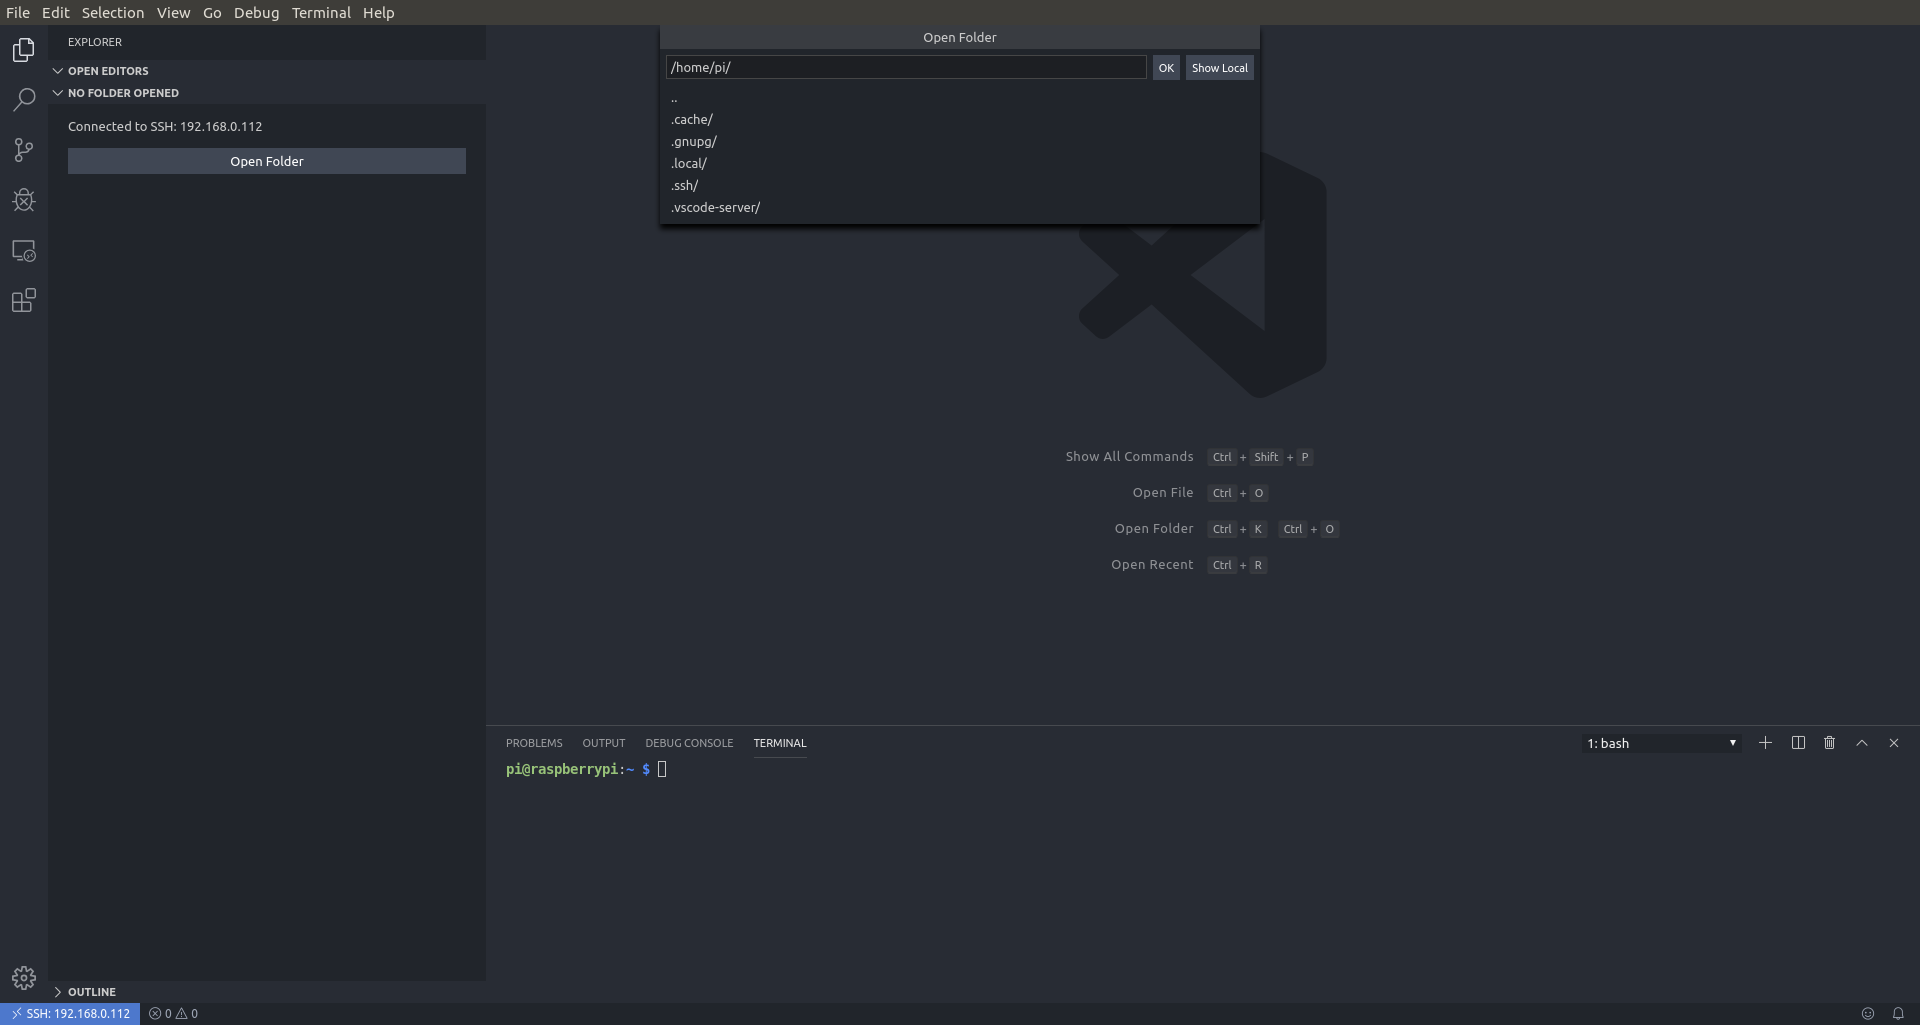 File Edit Selection View Go Debug Terminal Help
EXPLORER
OPEN EDITORS
NO FOLDER OPENED
Connected to SSH: 192.168.0.112
Open Folder
Open Folder
/home/pi/ OK Show Local
..
.cache/
.gnupg/
.local/
.ssh/
.vscode-server/
Show All Commands Ctrl + Shift + P
Open File Ctrl + O
Open Folder Ctrl + K Ctrl + O
Open Recent Ctrl + R
PROBLEMS OUTPUT DEBUG CONSOLE TERMINAL 1: bash
pi@raspberrypi:~ $
OUTLINE
SSH: 192.168.0.112 0 0